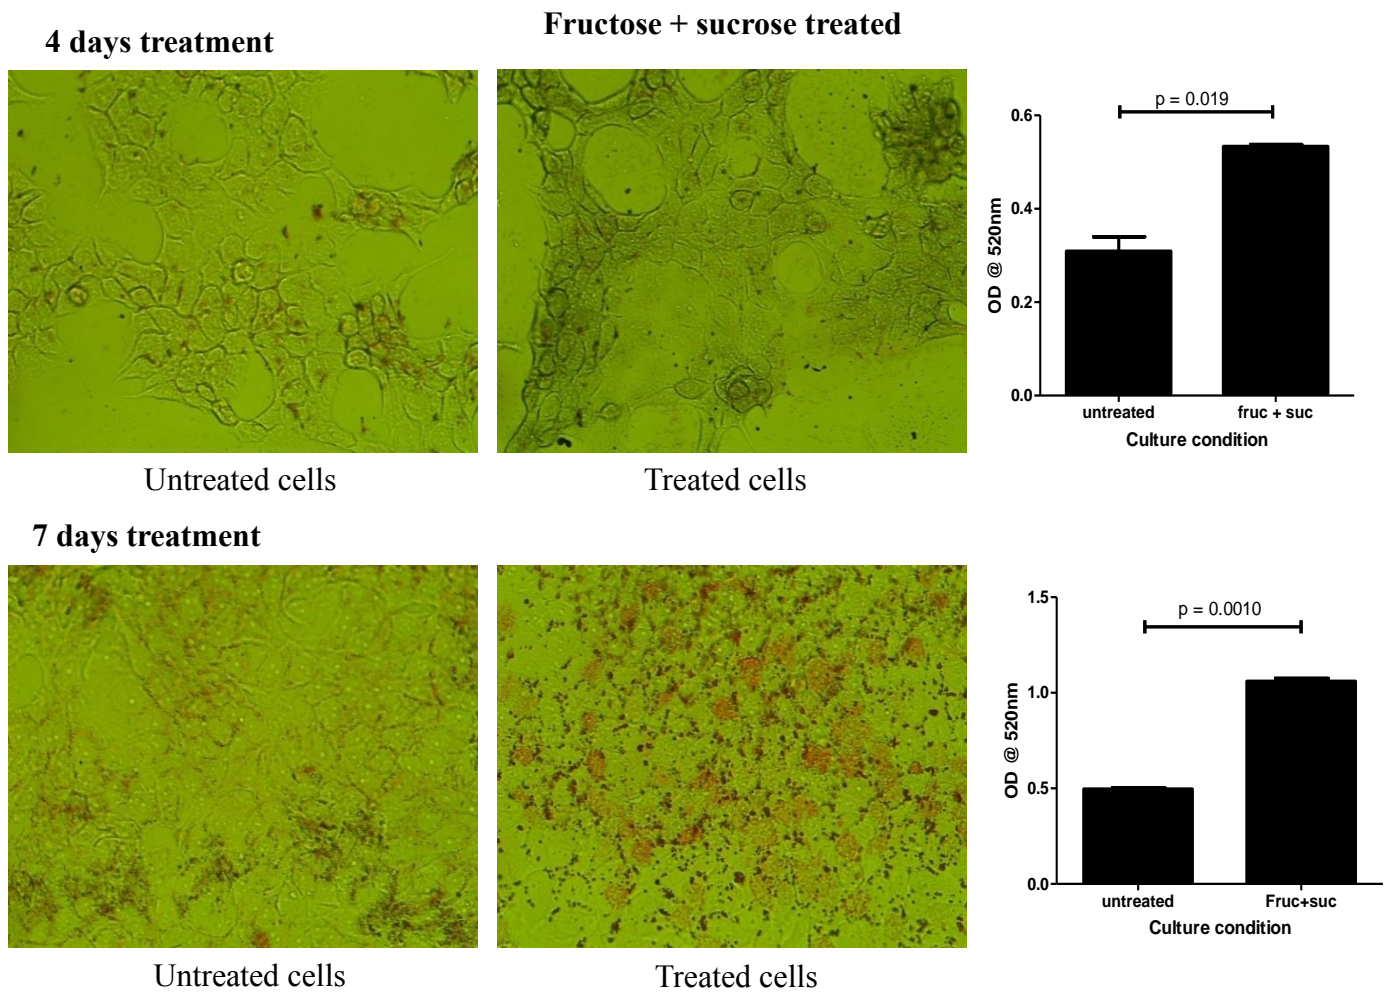 Fructose + sucrose treated
4 days treatment
Untreated cells
Treated cells
p = 0.019
0.6
0.4
0.2
0.0
OD @ 520nm
untreated
fruc + suc
Culture condition
7 days treatment
Untreated cells
Treated cells
p = 0.0010
1.5
1.0
0.5
0.0
OD @ 520nm
untreated
Fruc+suc
Culture condition